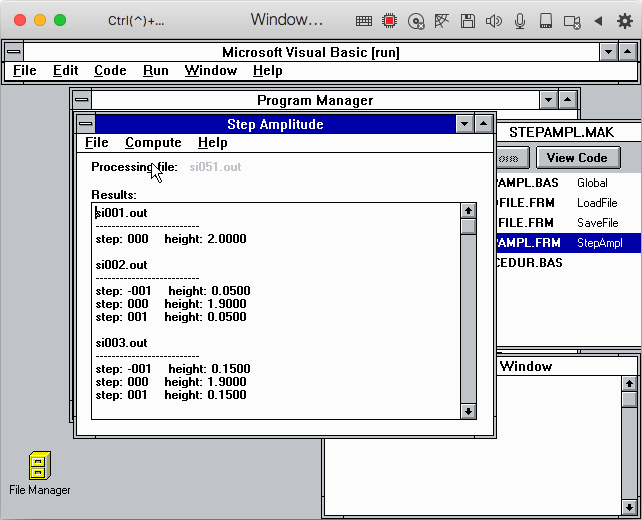 Ctrl(^)+... Window...
Microsoft Visual Basic [run]
File Edit Code Run Window Help
Program Manager
Step Amplitude
File Compute Help
Processing file: si051.out
Results:
si001.out
---------------------------
step: 000 height: 2.0000
si002.out
---------------------------
step: -001 height: 0.0500
step: 000 height: 1.9000
step: 001 height: 0.0500
si003.out
---------------------------
step: -001 height: 0.1500
step: 000 height: 1.9000
step: 001 height: 0.1500
STEPAMPL.MAK
View Code
PAMPL.BAS Global
FILE.FRM LoadFile
FILE.FRM SaveFile
PAMPL.FRM StepAmpl
CEDUR.BAS
Window
File Manager